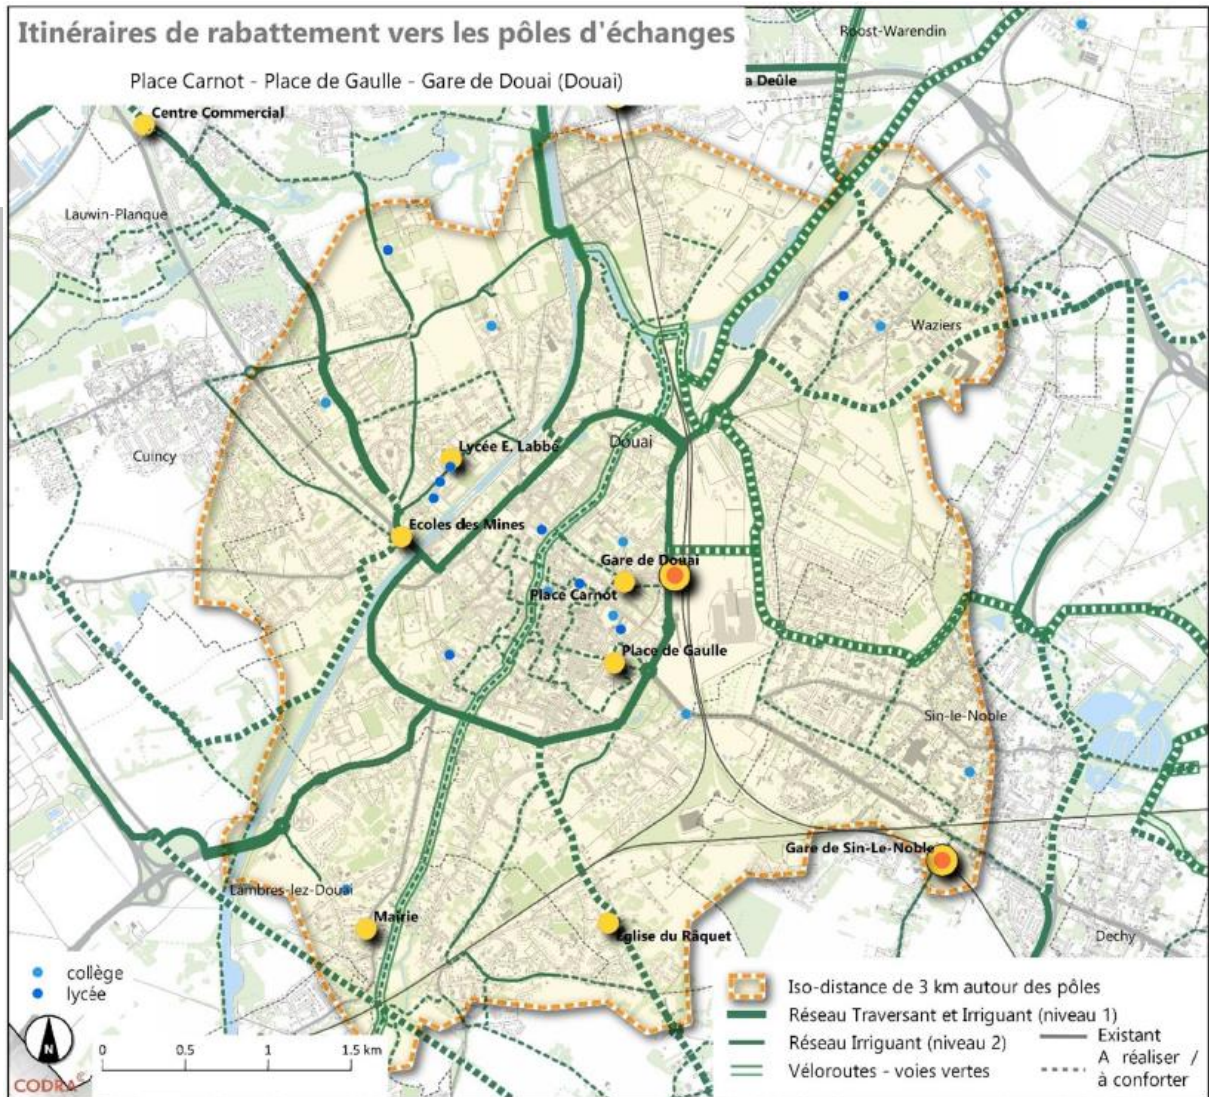 Itinéraires de rabattement vers les pôles d'échanges
Place Carnot - Place de Gaulle - Gare de Douai (Douai)
Roost-Warendin
a Deûle
Centre Commercial
Lauwin-Planque
Waziers
Cuincy
Lycée E. Labbé
Douai
Ecoles des Mines
Gare de Douai
Place Carnot
Place de Gaulle
Sin-le-Noble
Gare de Sin-Le-Noble
Lambres-lez-Douai
Mairie
Eglise du Râquet
Dechy
collège
lycée
N
0 0.5 1 1.5 km
CODRA
Iso-distance de 3 km autour des pôles
Réseau Traversant et Irriguant (niveau 1)
Réseau Irriguant (niveau 2)
Véloroutes - voies vertes
Existant
A réaliser /
à conforter